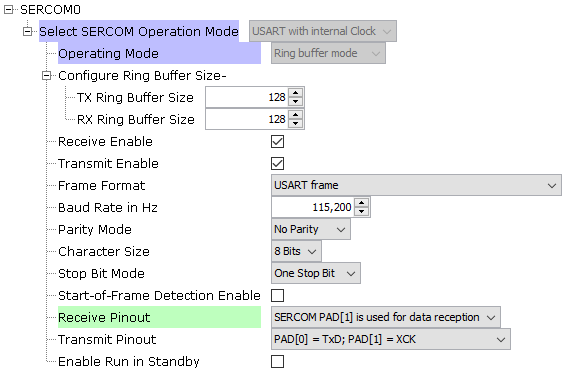 SERCOM0
Select SERCOM Operation Mode USART with internal Clock
Operating Mode Ring buffer mode
Configure Ring Buffer Size-
TX Ring Buffer Size 128
RX Ring Buffer Size 128
Receive Enable
Transmit Enable
Frame Format USART frame
Baud Rate in Hz 115,200
Parity Mode No Parity
Character Size 8 Bits
Stop Bit Mode One Stop Bit
Start-of-Frame Detection Enable
Receive Pinout SERCOM PAD[1] is used for data reception
Transmit Pinout PAD[0] = TxD; PAD[1] = XCK
Enable Run in Standby